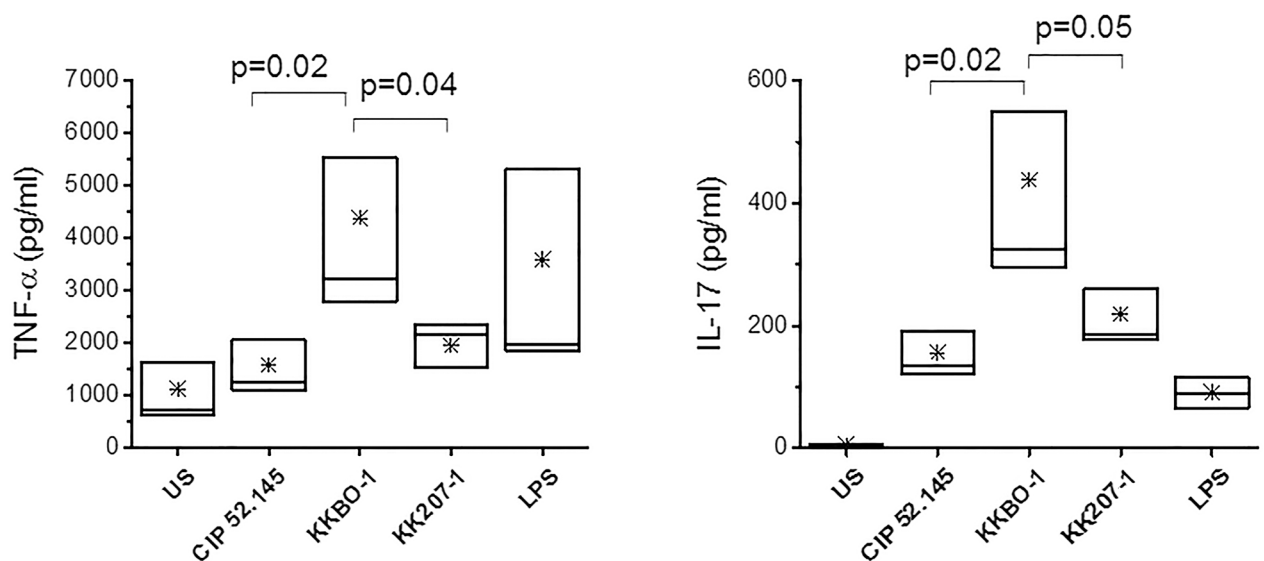 p=0.02
p=0.04
TNF-α (pg/ml)
7000
6000
5000
4000
3000
2000
1000
0
US
CIP 52.145
KKBO-1
KK207-1
LPS
p=0.05
p=0.02
IL-17 (pg/ml)
600
400
200
0
US
CIP 52.145
KKBO-1
KK207-1
LPS